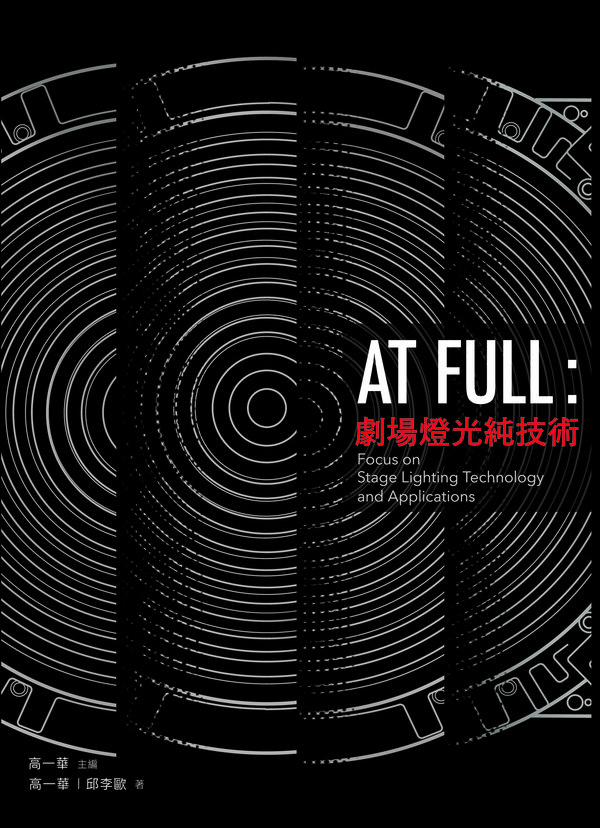 AT FULL :
劇場燈光純技術
Focus on
Stage Lighting Technology
and Applications
高一華 主編
高一華 | 邱李歐 著